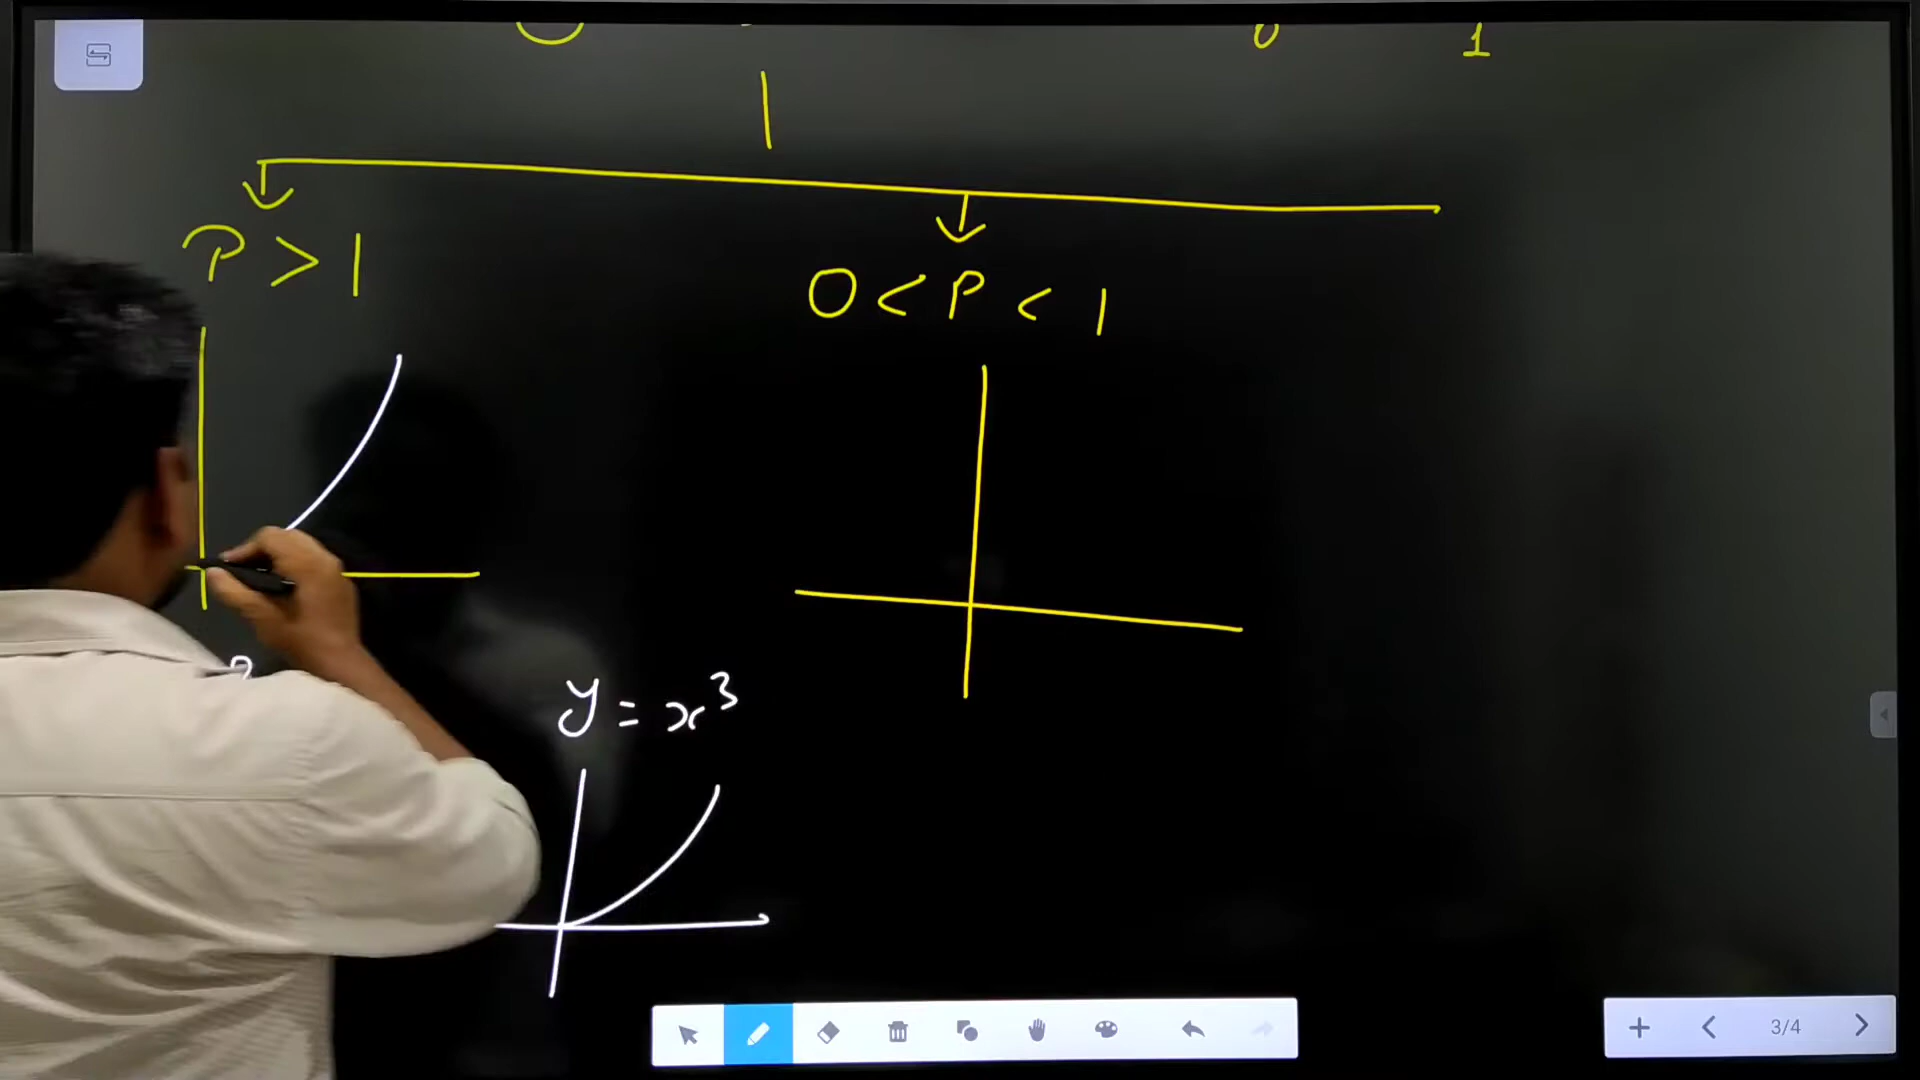 0 1
P > 1
0 < P < 1
y = x³
3/4